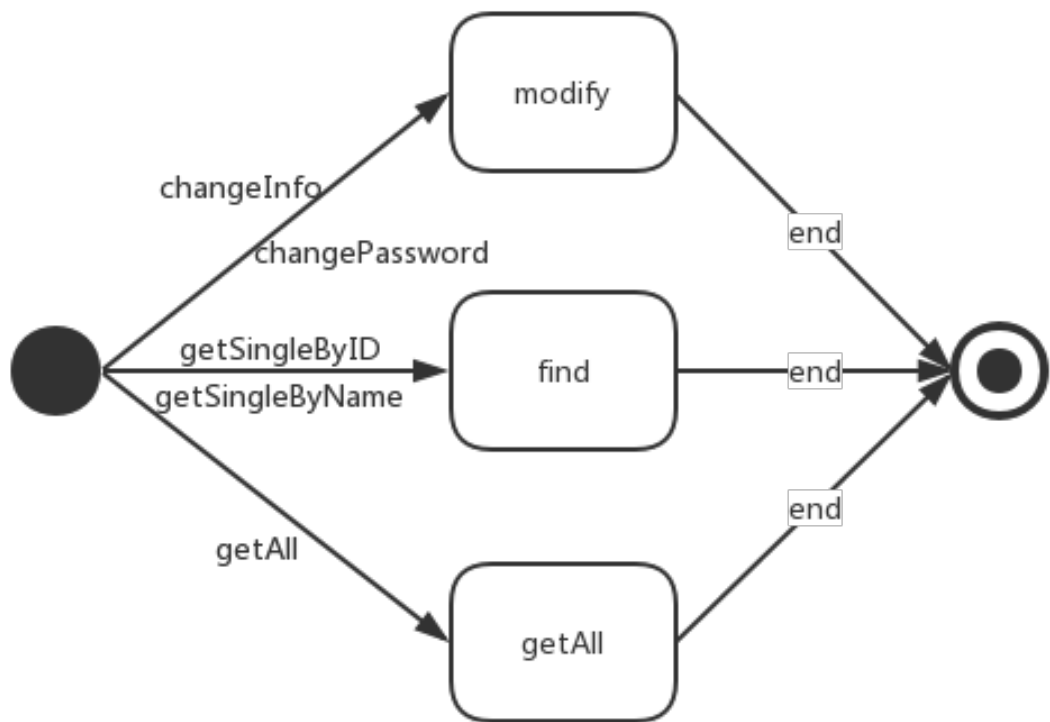 modify
changeInfo
end
changePassword
getSingleByID
find
end
getSingleByName
end
getAll
getAll